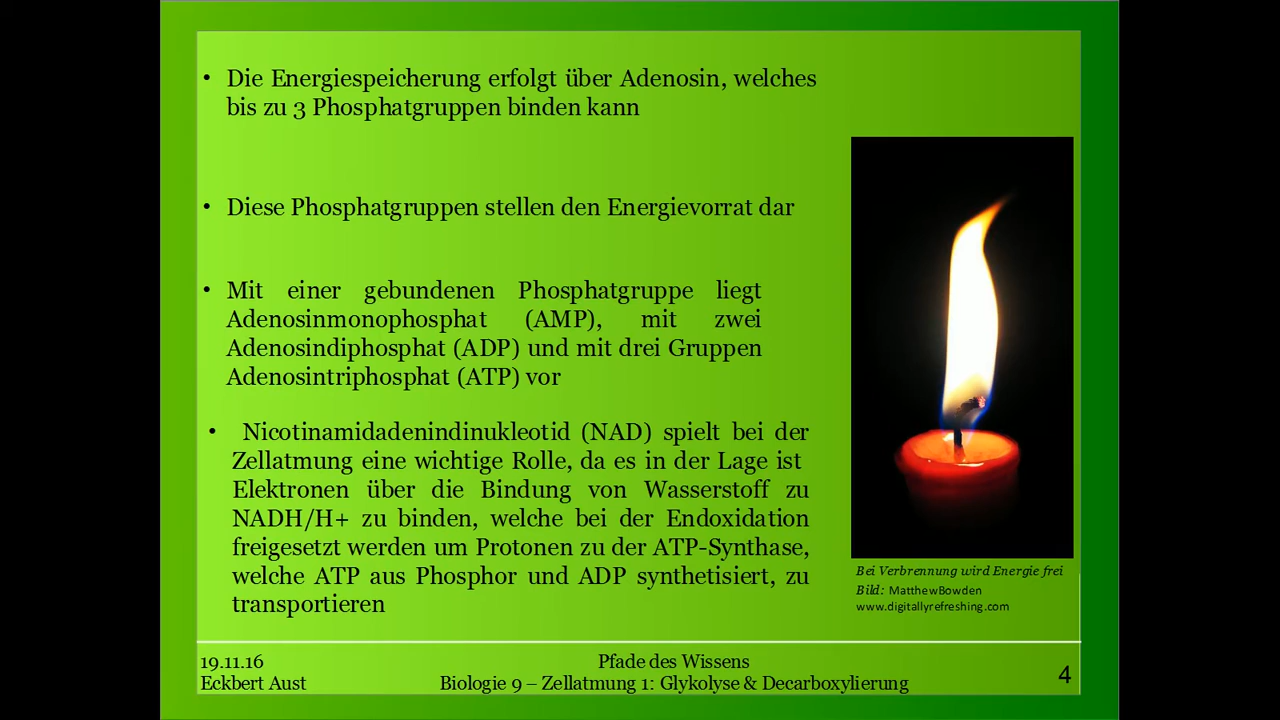 • Die Energiespeicherung erfolgt über Adenosin, welches
bis zu 3 Phosphatgruppen binden kann
• Diese Phosphatgruppen stellen den Energievorrat dar
• Mit einer gebundenen Phosphatgruppe liegt
Adenosinmonophosphat (AMP), mit zwei
Adenosindiphosphat (ADP) und mit drei Gruppen
Adenosintriphosphat (ATP) vor
• Nicotinamidadenindinukleotid (NAD) spielt bei der
Zellatmung eine wichtige Rolle, da es in der Lage ist
Elektronen über die Bindung von Wasserstoff zu
NADH/H+ zu binden, welche bei der Endoxidation
freigesetzt werden um Protonen zu der ATP-Synthase,
welche ATP aus Phosphor und ADP synthetisiert, zu
transportieren
Bei Verbrennung wird Energie frei
Bild: MatthewBowden
www.digitallyrefreshing.com
19.11.16
Eckbert Aust
Pfade des Wissens
Biologie 9 – Zellatmung 1: Glykolyse & Decarboxylierung
4